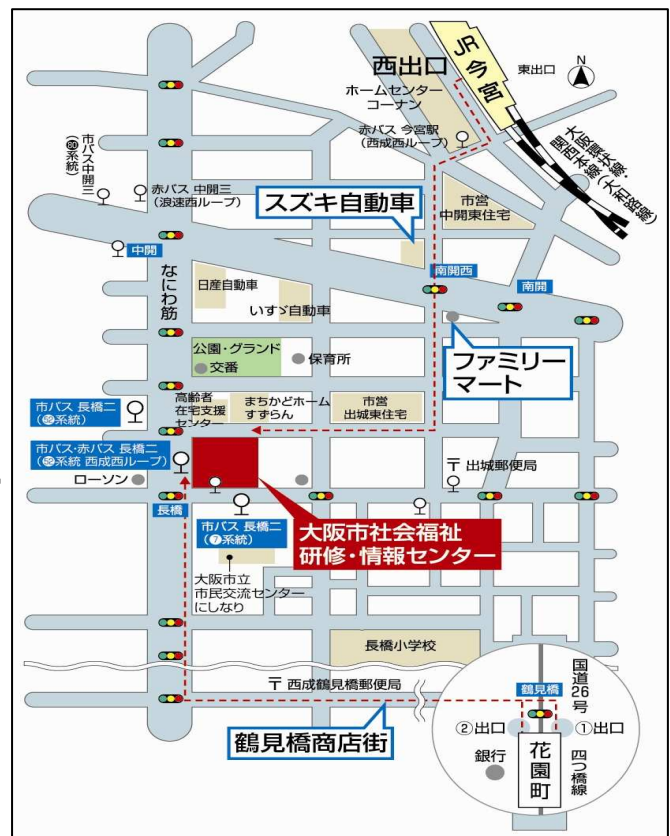 西出口
ホームセンター
コーナン
JR今宮
東出口
N
赤バス 今宮駅
(西成西ループ)
大阪環状線・
関西本線(大和路線)
市バス中開三
(80系統)
赤バス 中開三
(浪速西ループ)
スズキ自動車
市営
中開東住宅
中開
なにわ筋
南開西
南開
日産自動車
いすゞ自動車
公園・グランド
交番
保育所
ファミリー
マート
高齢者
在宅支援
センター
まちかどホーム
すずらん
市営
出城東住宅
市バス 長橋二
(52系統)
市バス・赤バス 長橋二
(52系統 西成西ループ)
ローソン
〒出城郵便局
長橋
市バス 長橋二
(7系統)
大阪市社会福祉
研修・情報センター
大阪市立
市民交流センター
にしなり
長橋小学校
〒西成鶴見橋郵便局
鶴見橋商店街
国道26号
鶴見橋
②出口
①出口
銀行
花園町
四つ橋線